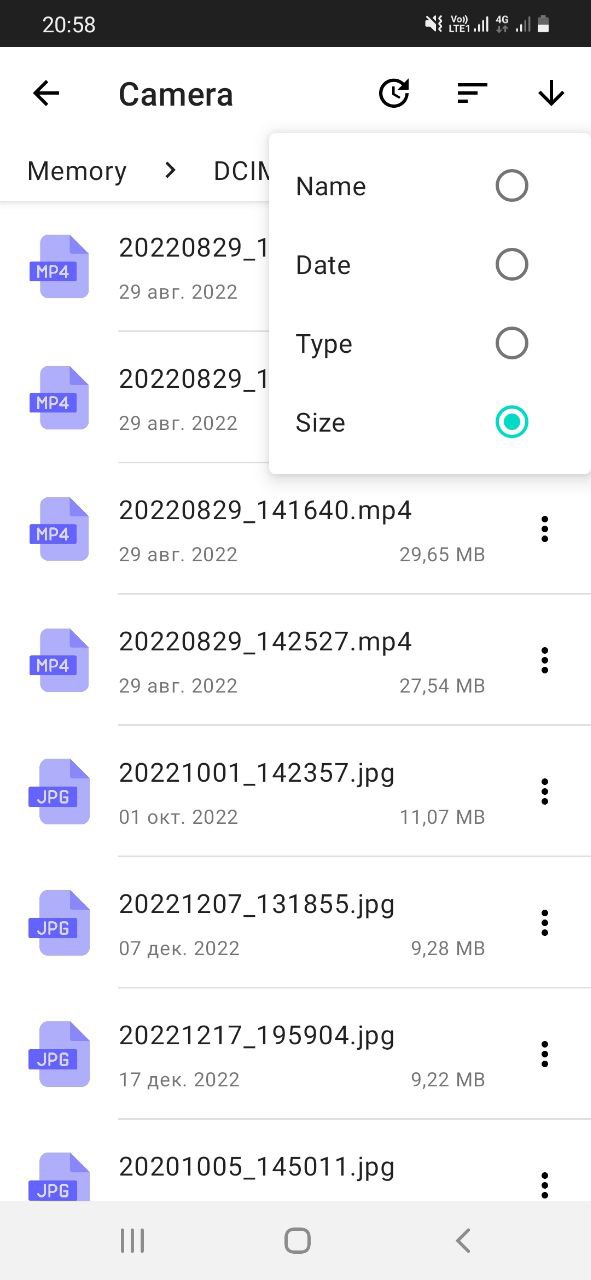 20:58
Vo)) LTE1 4G
Camera
Memory > DCIM
Name
Date
Type
Size
MP4 20220829_1
29 авг. 2022
MP4 20220829_1
29 авг. 2022
MP4 20220829_141640.mp4
29 авг. 2022 29,65 MB
MP4 20220829_142527.mp4
29 авг. 2022 27,54 MB
JPG 20221001_142357.jpg
01 окт. 2022 11,07 MB
JPG 20221207_131855.jpg
07 дек. 2022 9,28 MB
JPG 20221217_195904.jpg
17 дек. 2022 9,22 MB
JPG 20201005_145011.jpg